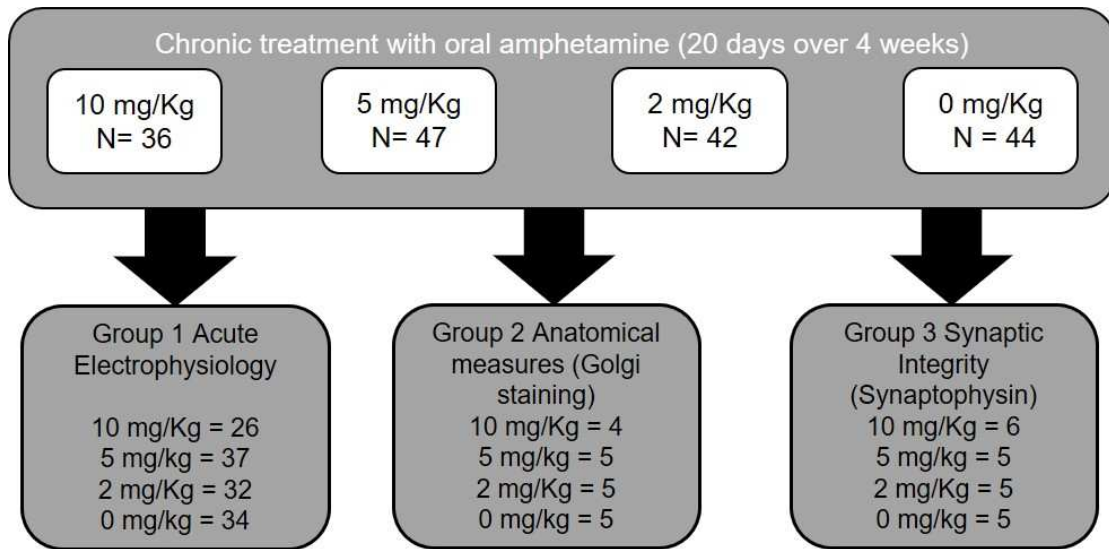 Chronic treatment with oral amphetamine (20 days over 4 weeks)
10 mg/Kg
N= 36
5 mg/Kg
N= 47
2 mg/Kg
N= 42
0 mg/Kg
N = 44
Group 1 Acute
Electrophysiology
10 mg/Kg = 26
5 mg/kg = 37
2 mg/Kg = 32
0 mg/kg = 34
Group 2 Anatomical
measures (Golgi
staining)
10 mg/Kg = 4
5 mg/kg = 5
2 mg/Kg = 5
0 mg/kg = 5
Group 3 Synaptic
Integrity
(Synaptophysin)
10 mg/Kg = 6
5 mg/kg = 5
2 mg/Kg = 5
0 mg/kg = 5